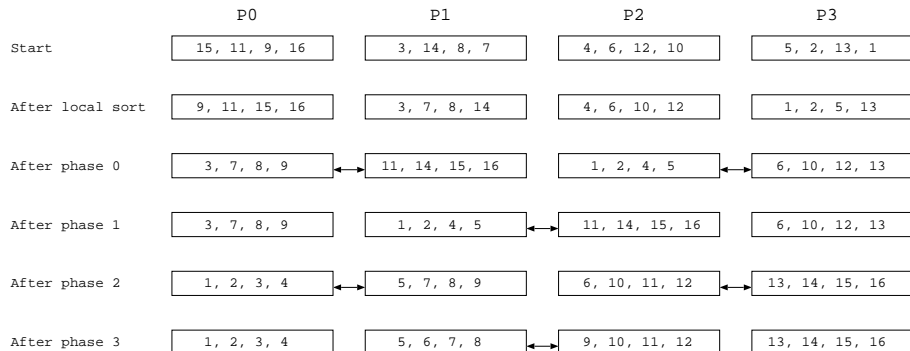 P0 P1 P2 P3
Start 15, 11, 9, 16 3, 14, 8, 7 4, 6, 12, 10 5, 2, 13, 1
After local sort 9, 11, 15, 16 3, 7, 8, 14 4, 6, 10, 12 1, 2, 5, 13
After phase 0 3, 7, 8, 9 11, 14, 15, 16 1, 2, 4, 5 6, 10, 12, 13
After phase 1 3, 7, 8, 9 1, 2, 4, 5 11, 14, 15, 16 6, 10, 12, 13
After phase 2 1, 2, 3, 4 5, 7, 8, 9 6, 10, 11, 12 13, 14, 15, 16
After phase 3 1, 2, 3, 4 5, 6, 7, 8 9, 10, 11, 12 13, 14, 15, 16